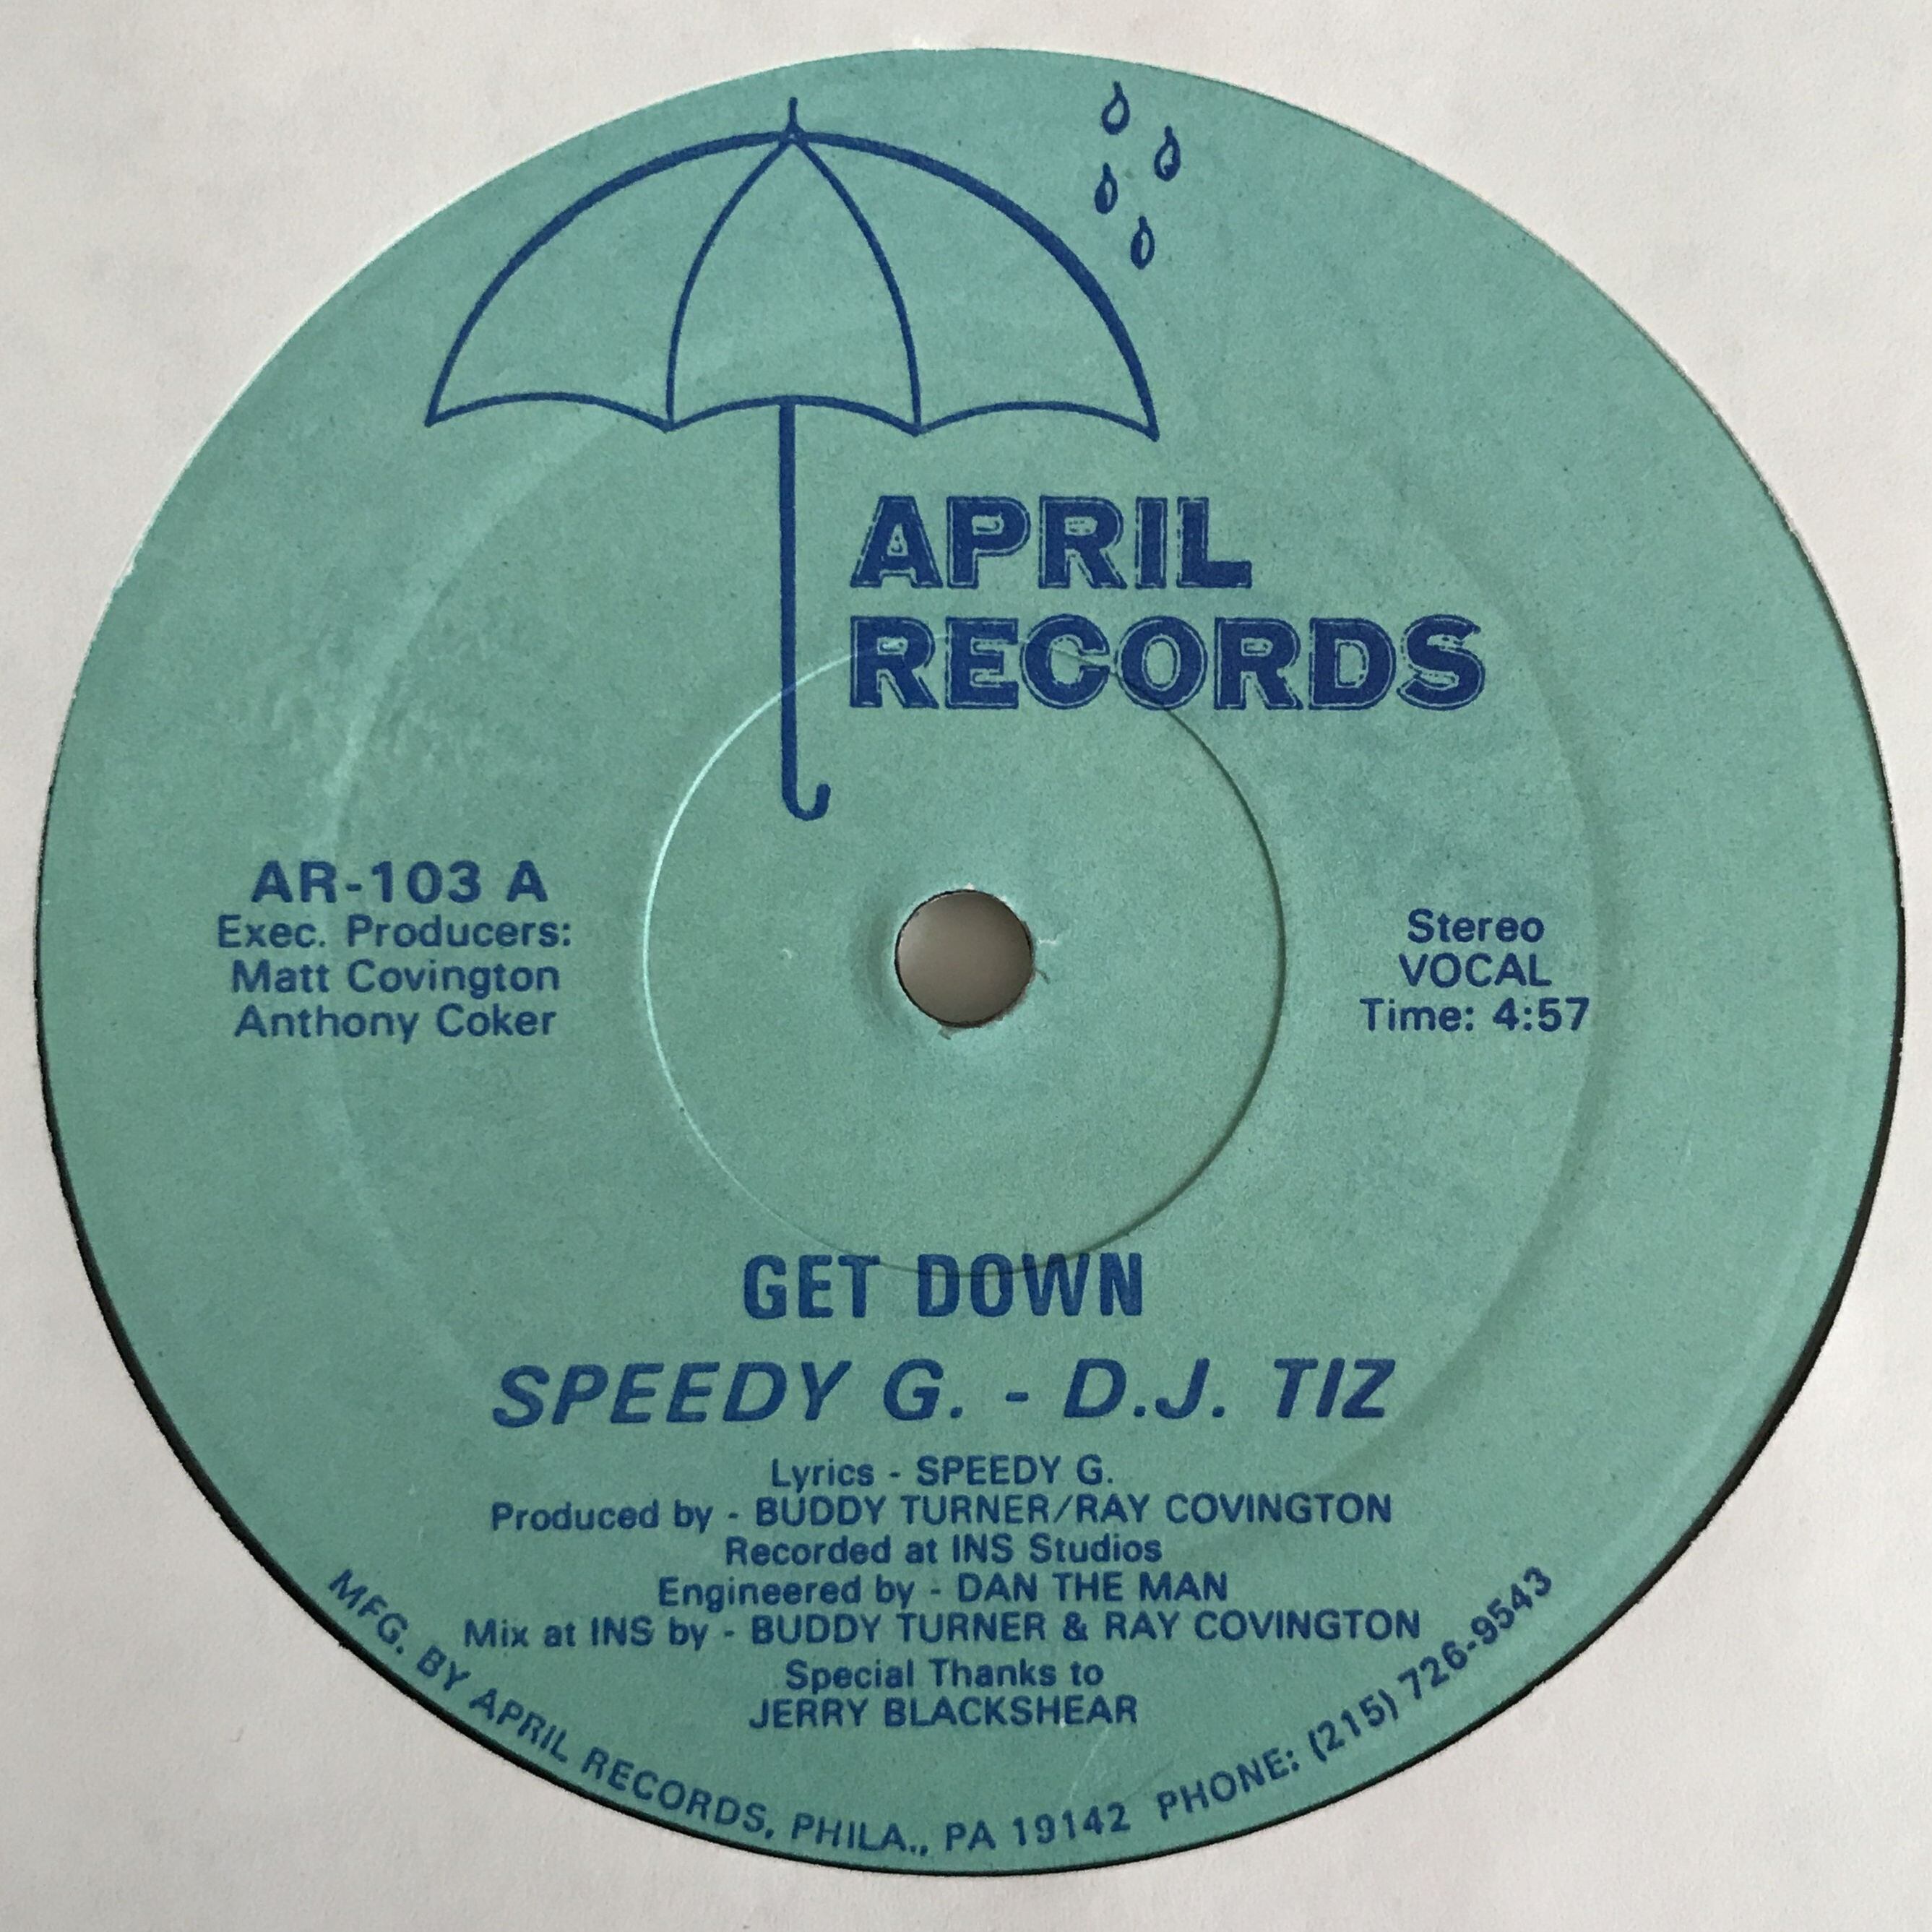 APRIL
RECORDS
AR-103 A
Exec. Producers:
Matt Covington
Anthony Coker
Stereo
VOCAL
Time: 4:57
GET DOWN
SPEEDY G. - D.J. TIZ
Lyrics - SPEEDY G.
Produced by - BUDDY TURNER/RAY COVINGTON
Recorded at INS Studios
Engineered by - DAN THE MAN
Mix at INS by - BUDDY TURNER & RAY COVINGTON
Special Thanks to
JERRY BLACKSHEAR
MFG. BY APRIL RECORDS, PHILA., PA 19142 PHONE: (215) 726-9543